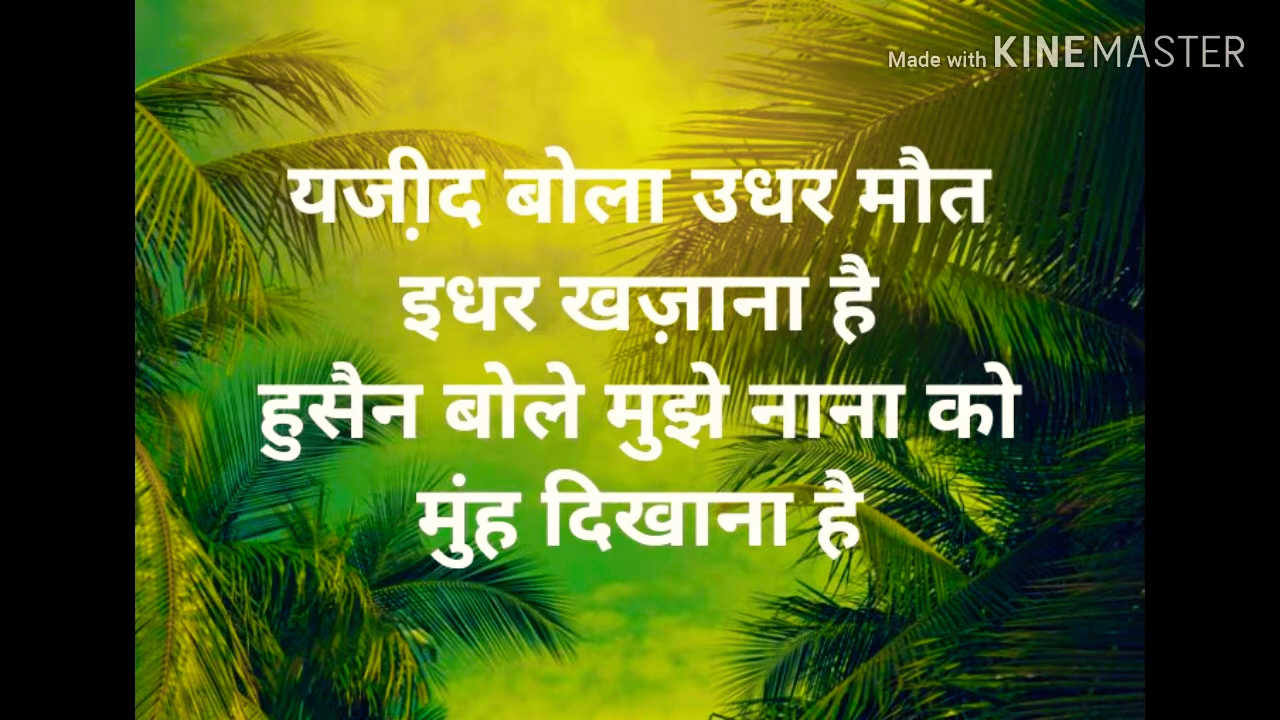 Made with KINEMASTER
यजी़द बोला उधर मौत
इधर खज़ाना है
हुसैन बोले मुझे नाना को
मुंह दिखाना है